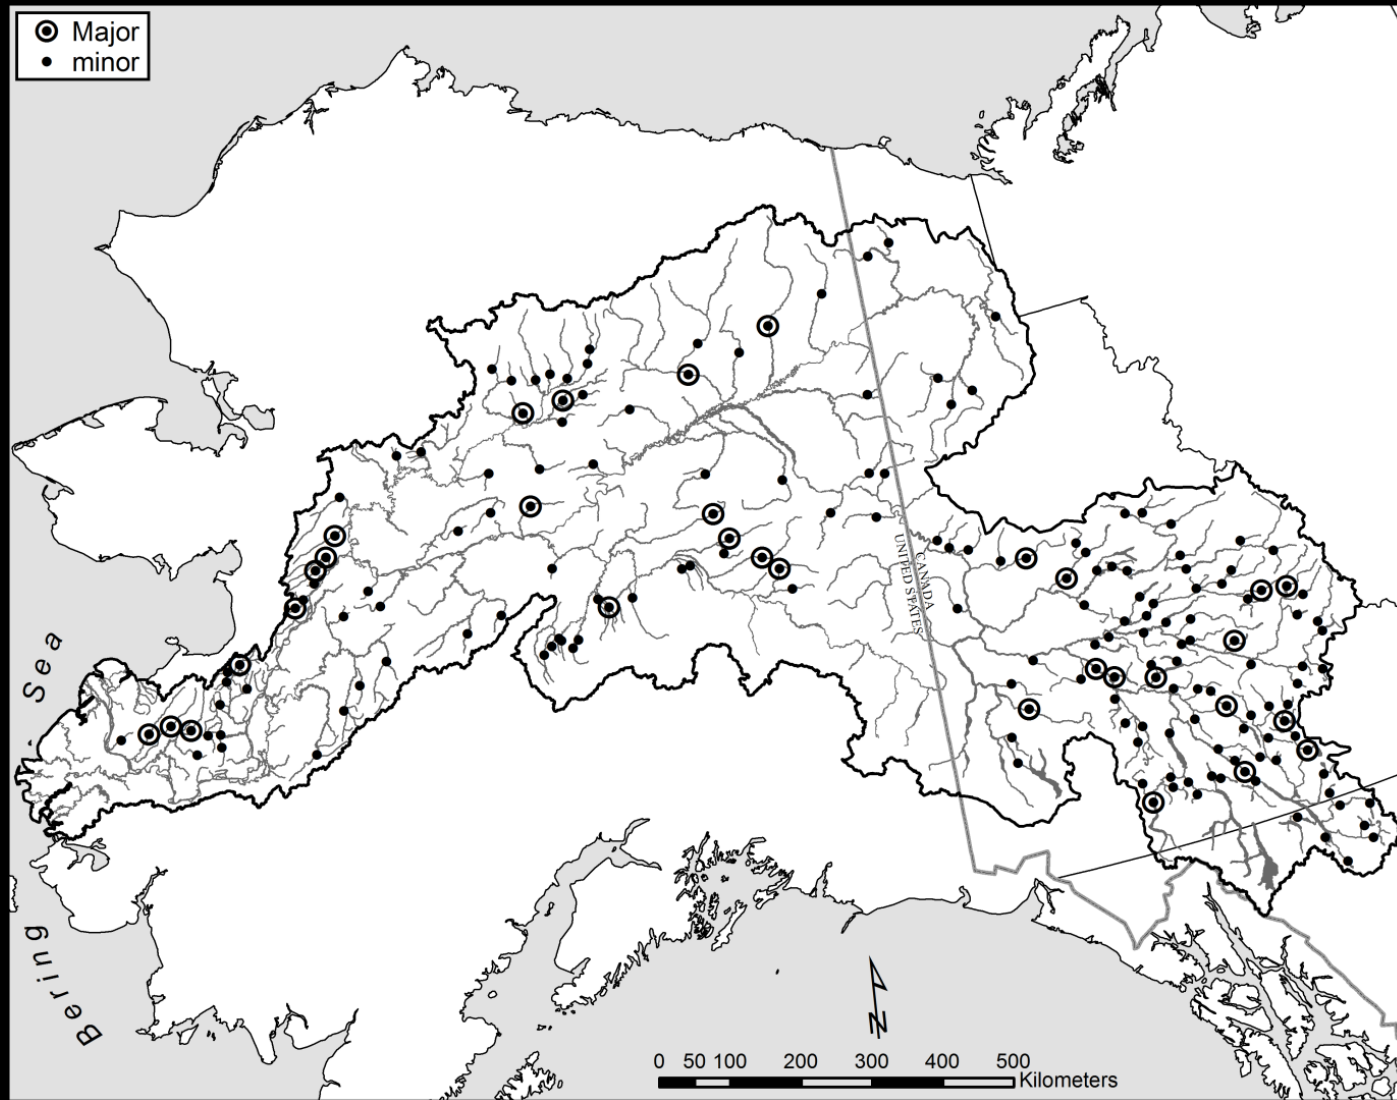 Major
minor
CANADA
UNITED STATES
Bering Sea
0 50 100 200 300 400 500
Kilometers
N